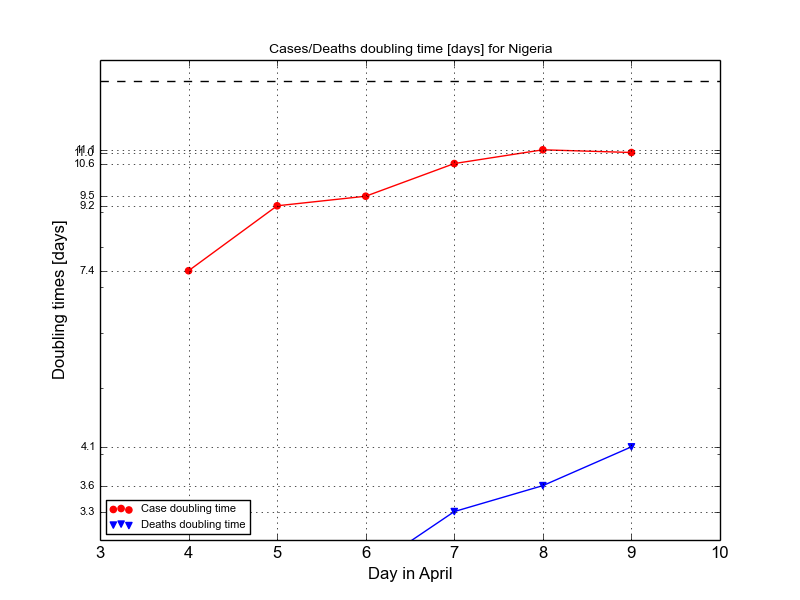 Cases/Deaths doubling time [days] for Nigeria
Doubling times [days]
11.1
11.0
10.6
9.5
9.2
7.4
4.1
3.6
3.3
Case doubling time
Deaths doubling time
3 4 5 6 7 8 9 10
Day in April